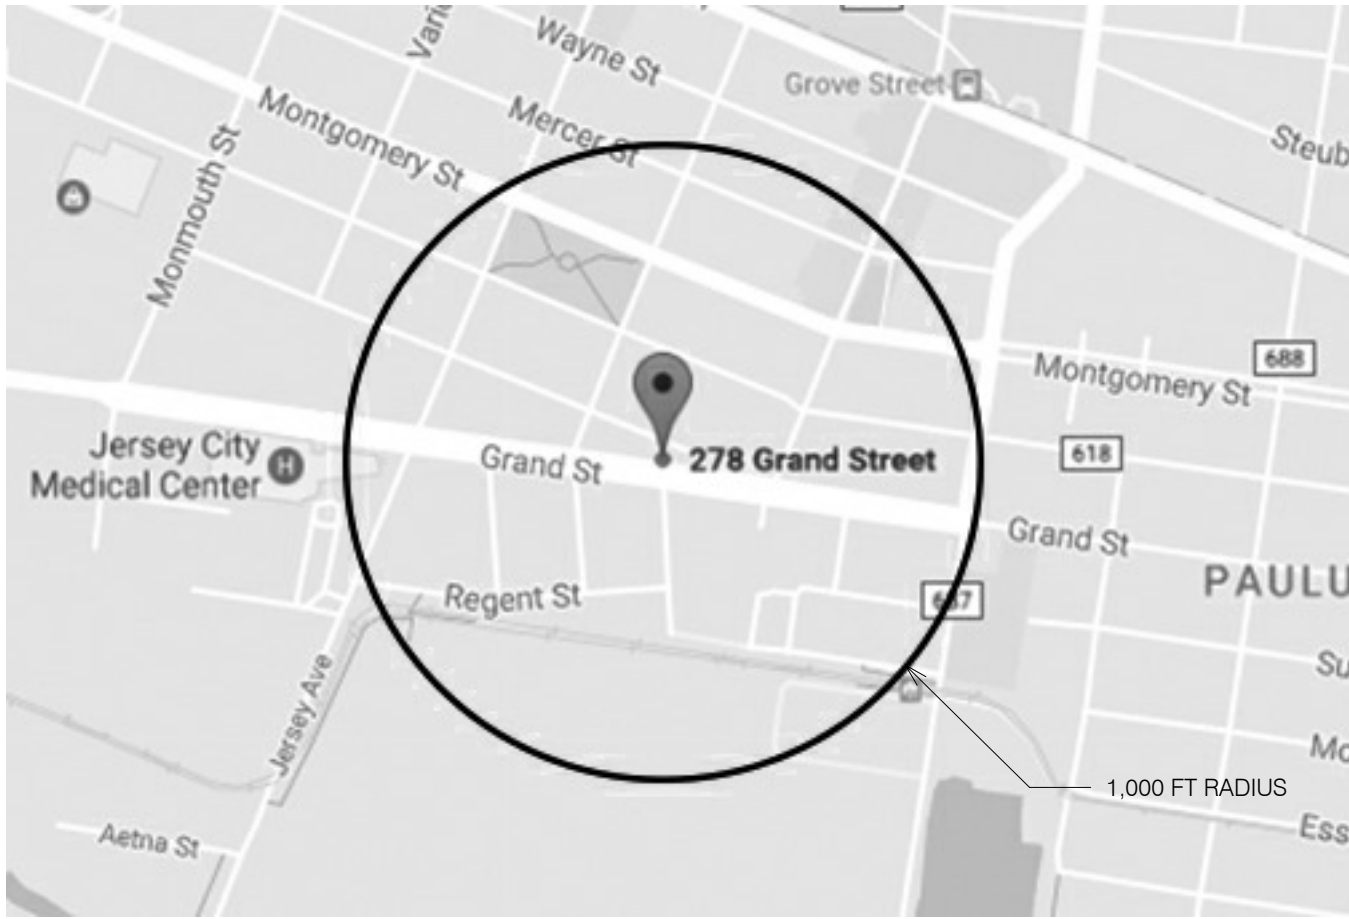 Varic
Wayne St
Grove Street
Mercer St
Montgomery St
Steub
Monmouth St
688
Montgomery St
Jersey City
Medical Center
H
Grand St
278 Grand Street
618
Grand St
PAULU
Regent St
Su
Jersey Ave
Mo
1,000 FT RADIUS
Ess
Aetna St